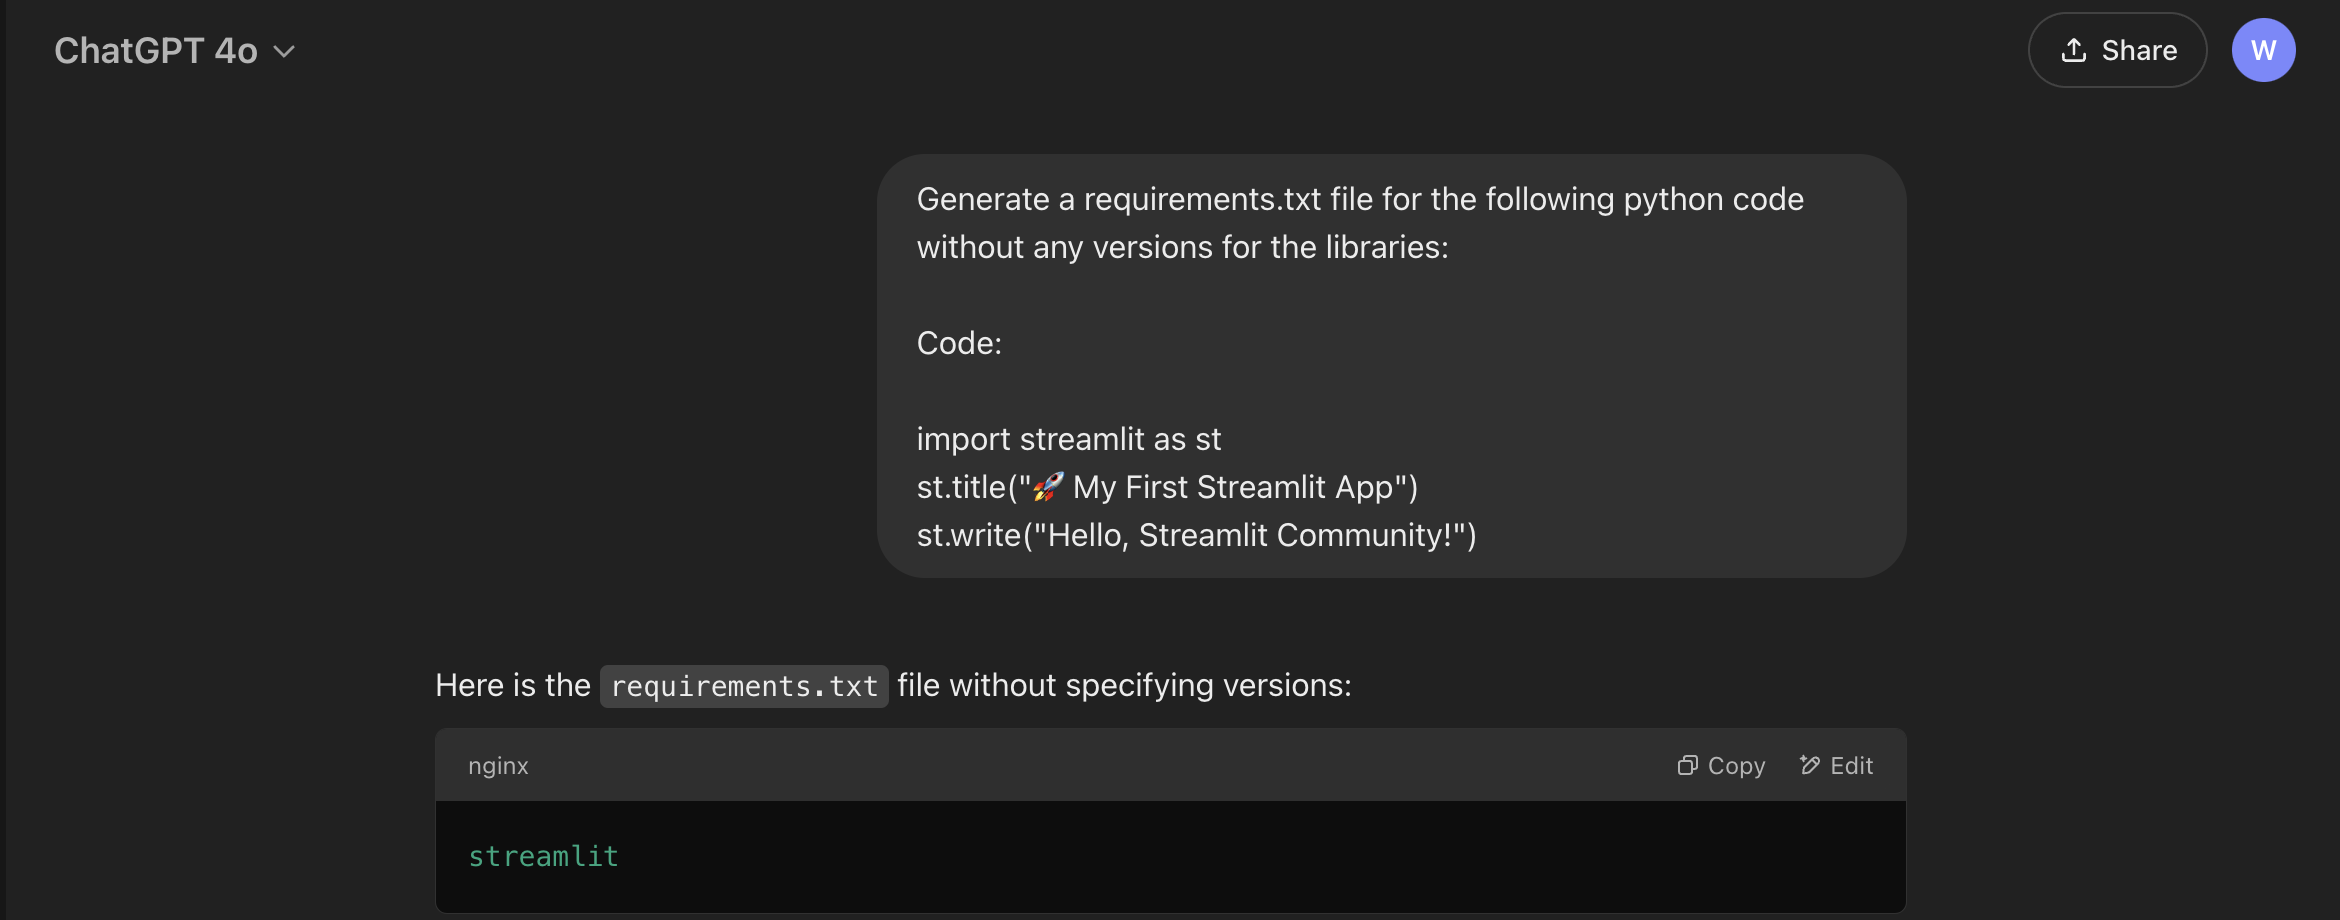 ChatGPT 4o
Share
W
Generate a requirements.txt file for the following python code
without any versions for the libraries:
Code:
import streamlit as st
st.title("🚀 My First Streamlit App")
st.write("Hello, Streamlit Community!")
Here is the requirements.txt file without specifying versions:
nginx
Copy
Edit
streamlit